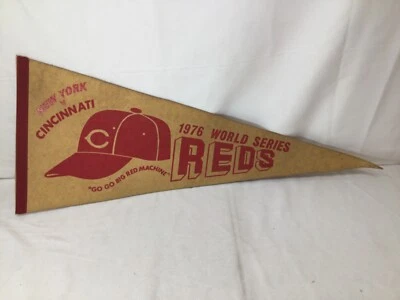 NEW YORK
V
CINCINNATI
C
"GO GO BIG RED MACHINE"
1976 WORLD SERIES
REDS